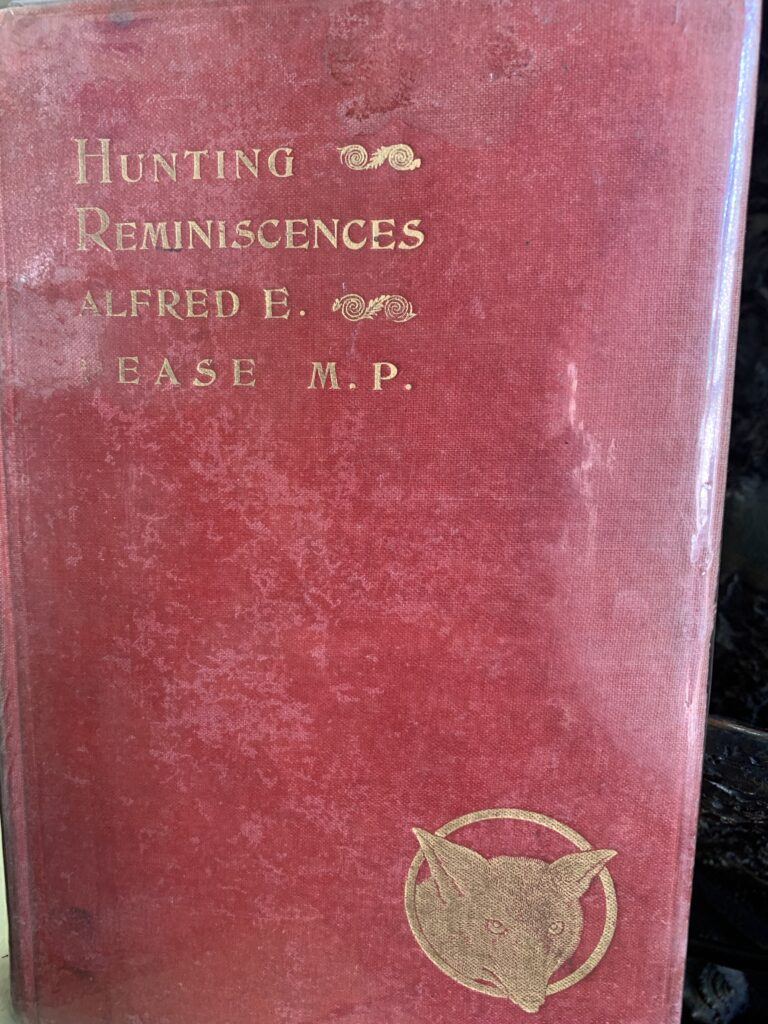 HUNTING
REMINISCENCES
ALFRED E.
PEASE M. P.